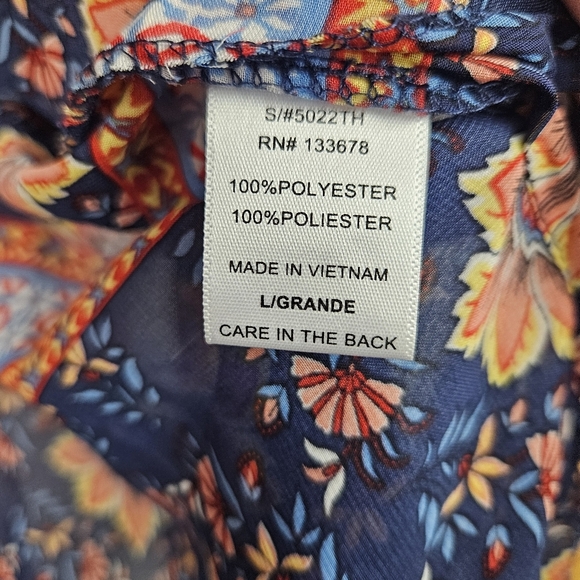 S/#5022TH
RN# 133678
100%POLYESTER
100%POLIESTER
MADE IN VIETNAM
L/GRANDE
CARE IN THE BACK